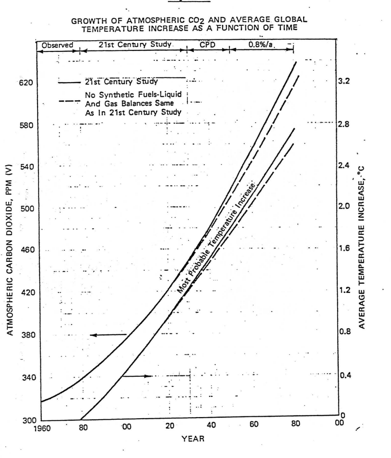 GROWTH OF ATMOSPHERIC CO2 AND AVERAGE GLOBAL
TEMPERATURE INCREASE AS A FUNCTION OF TIME
Observed 21st Century Study CPD 0.8%/a
21st Century Study
No Synthetic Fuels-Liquid
And Gas Balances Same
As In 21st Century Study
Most Probable Temperature Increase
ATMOSPHERIC CARBON DIOXIDE, PPM (V)
620
580
540
500
460
420
380
340
300
AVERAGE TEMPERATURE INCREASE, °C
3.2
2.8
2.4
2.0
1.6
1.2
0.8
0.4
0
1960 80 00 20 40 60 80 00
YEAR